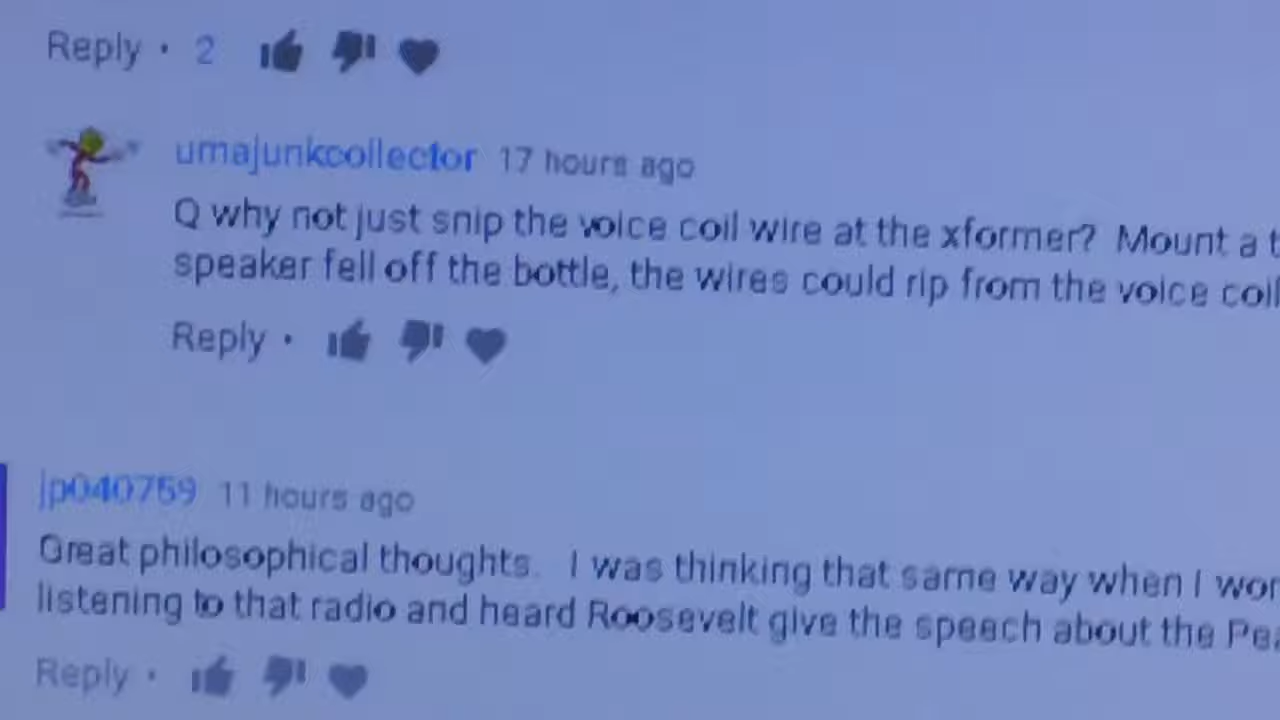 Reply • 2
umajunkcollector 17 hours ago
Q why not just snip the voice coil wire at the xformer? Mount a
speaker fell off the bottle, the wires could rip from the voice coil
Reply •
jp040759 11 hours ago
Great philosophical thoughts. I was thinking that same way when I
listening to that radio and heard Roosevelt give the speech about the
Reply •